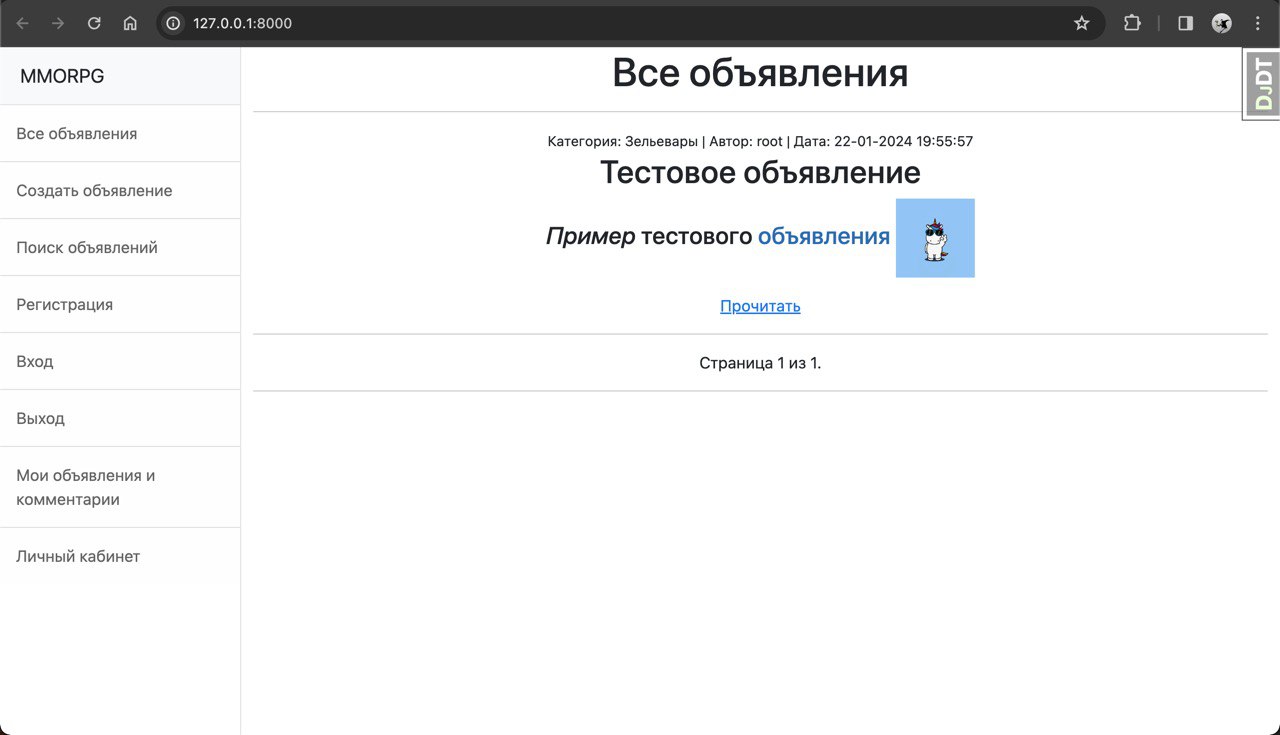 127.0.0.1:8000
MMORPG
Все объявления
Создать объявление
Поиск объявлений
Регистрация
Вход
Выход
Мои объявления и
комментарии
Личный кабинет
Все объявления
Категория: Зельевары | Автор: root | Дата: 22-01-2024 19:55:57
Тестовое объявление
Пример тестового объявления
Прочитать
Страница 1 из 1.
DJDT